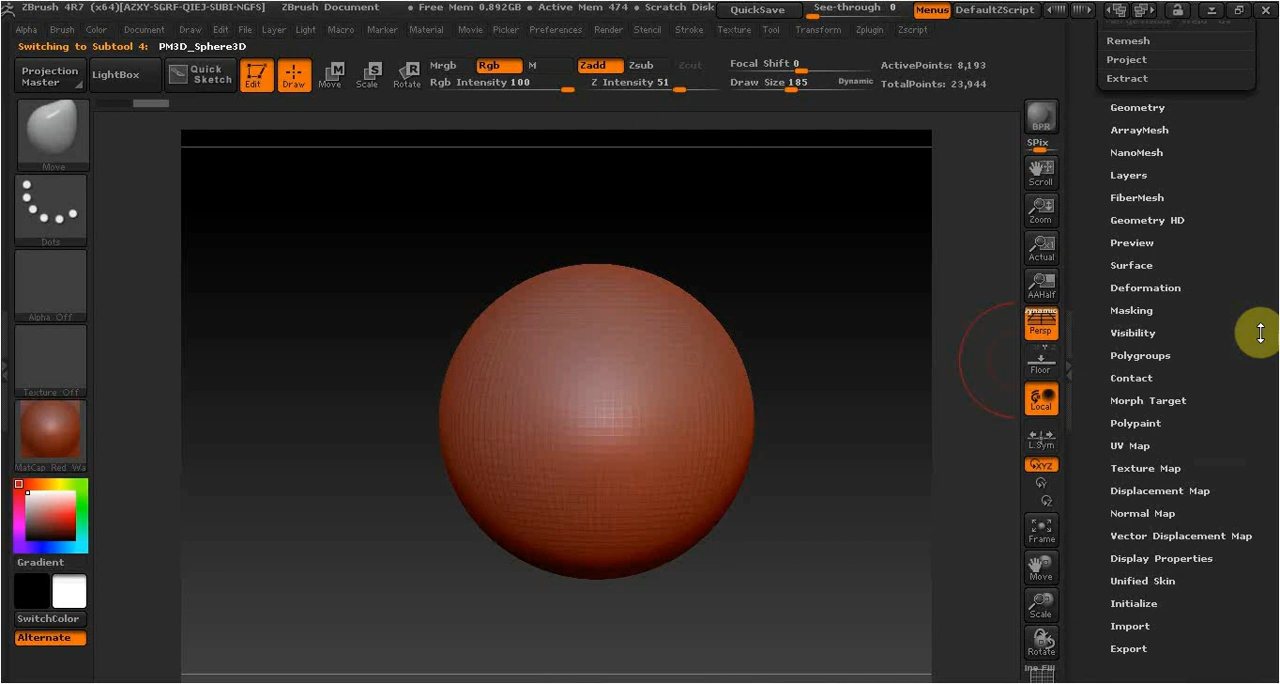 ZBrush 4R7 (x64)[AZXY-SGRF-QIEJ-SUBI-NGFS] ZBrush Document • Free Mem 0.892GB • Active Mem 474 • Scratch Disk QuickSave See-through 0 Menus DefaultZScript
Alpha Brush Color Document Draw Edit File Layer Light Macro Marker Material Movie Picker Preferences Render Stencil Stroke Texture Tool Transform Zplugin Zscript
Switching to Subtool 4: PM3D_Sphere3D
Projection Master
LightBox
Quick Sketch
Edit
Draw
Move
Scale
Rotate
Mrgb Rgb M
Rgb Intensity 100
Zadd Zsub Zcut
Z Intensity 51
Focal Shift 0
Draw Size 185 Dynamic
ActivePoints: 8,193
TotalPoints: 23,944
Move
Dots
Alpha Off
Texture Off
MatCap Red Wa
Gradient
SwitchColor
Alternate
BPR
SPix
Scroll
Zoom
Actual
AAHalf
Dynamic
Persp
Floor
Local
L.Sym
XYZ
Y
Z
Frame
Move
Scale
Rotate
Remesh
Project
Extract
Geometry
ArrayMesh
NanoMesh
Layers
FiberMesh
Geometry HD
Preview
Surface
Deformation
Masking
Visibility
Polygroups
Contact
Morph Target
Polypaint
UV Map
Texture Map
Displacement Map
Normal Map
Vector Displacement Map
Display Properties
Unified Skin
Initialize
Import
Export